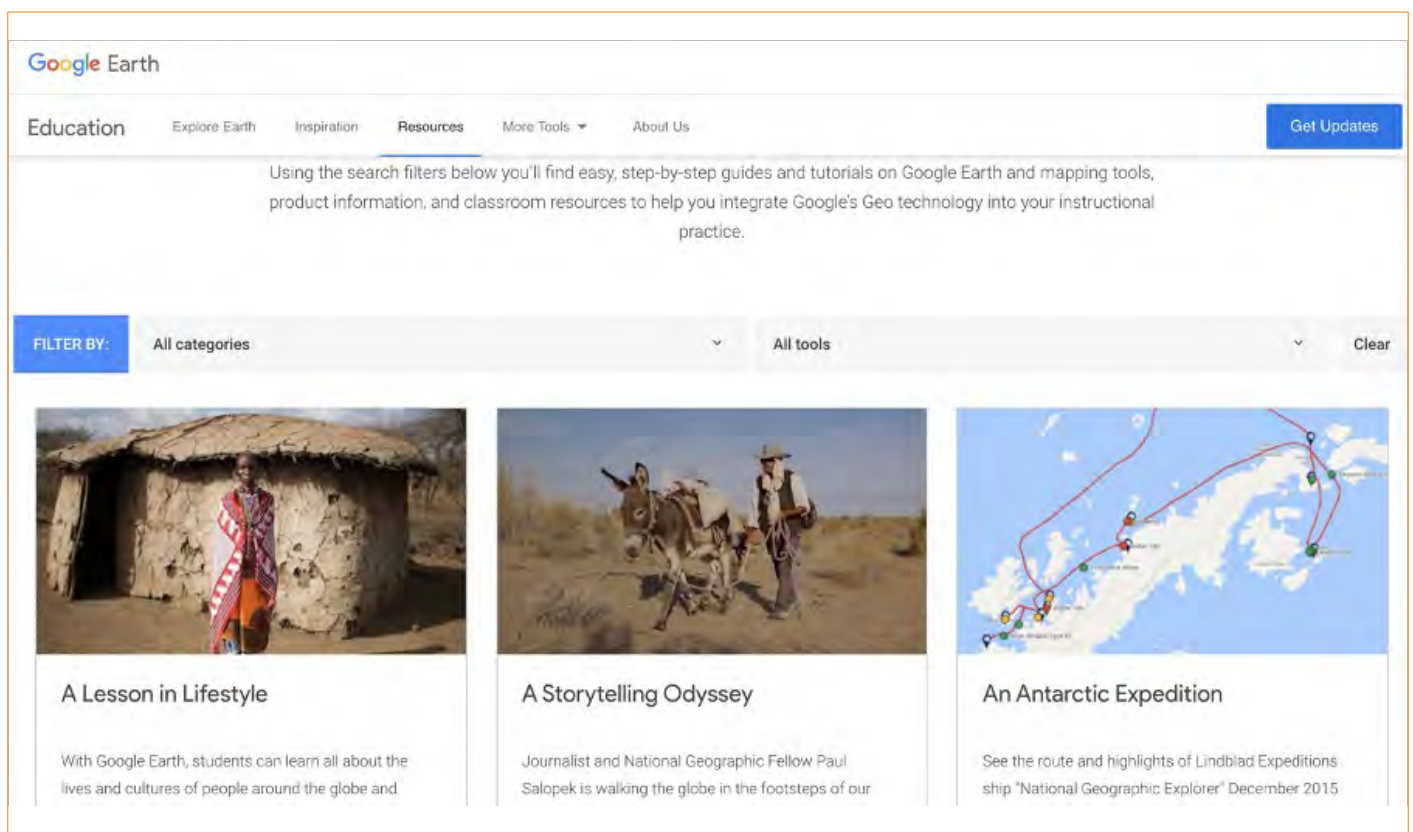 Google Earth
Education Explore Earth Inspiration Resources More Tools About Us Get Updates
Using the search filters below you'll find easy, step-by-step guides and tutorials on Google Earth and mapping tools,
product information, and classroom resources to help you integrate Google's Geo technology into your instructional
practice.
FILTER BY: All categories All tools Clear
A Lesson in Lifestyle
With Google Earth, students can learn all about the
lives and cultures of people around the globe and
A Storytelling Odyssey
Journalist and National Geographic Fellow Paul
Salopek is walking the globe in the footsteps of our
An Antarctic Expedition
See the route and highlights of Lindblad Expeditions
ship "National Geographic Explorer" December 2015